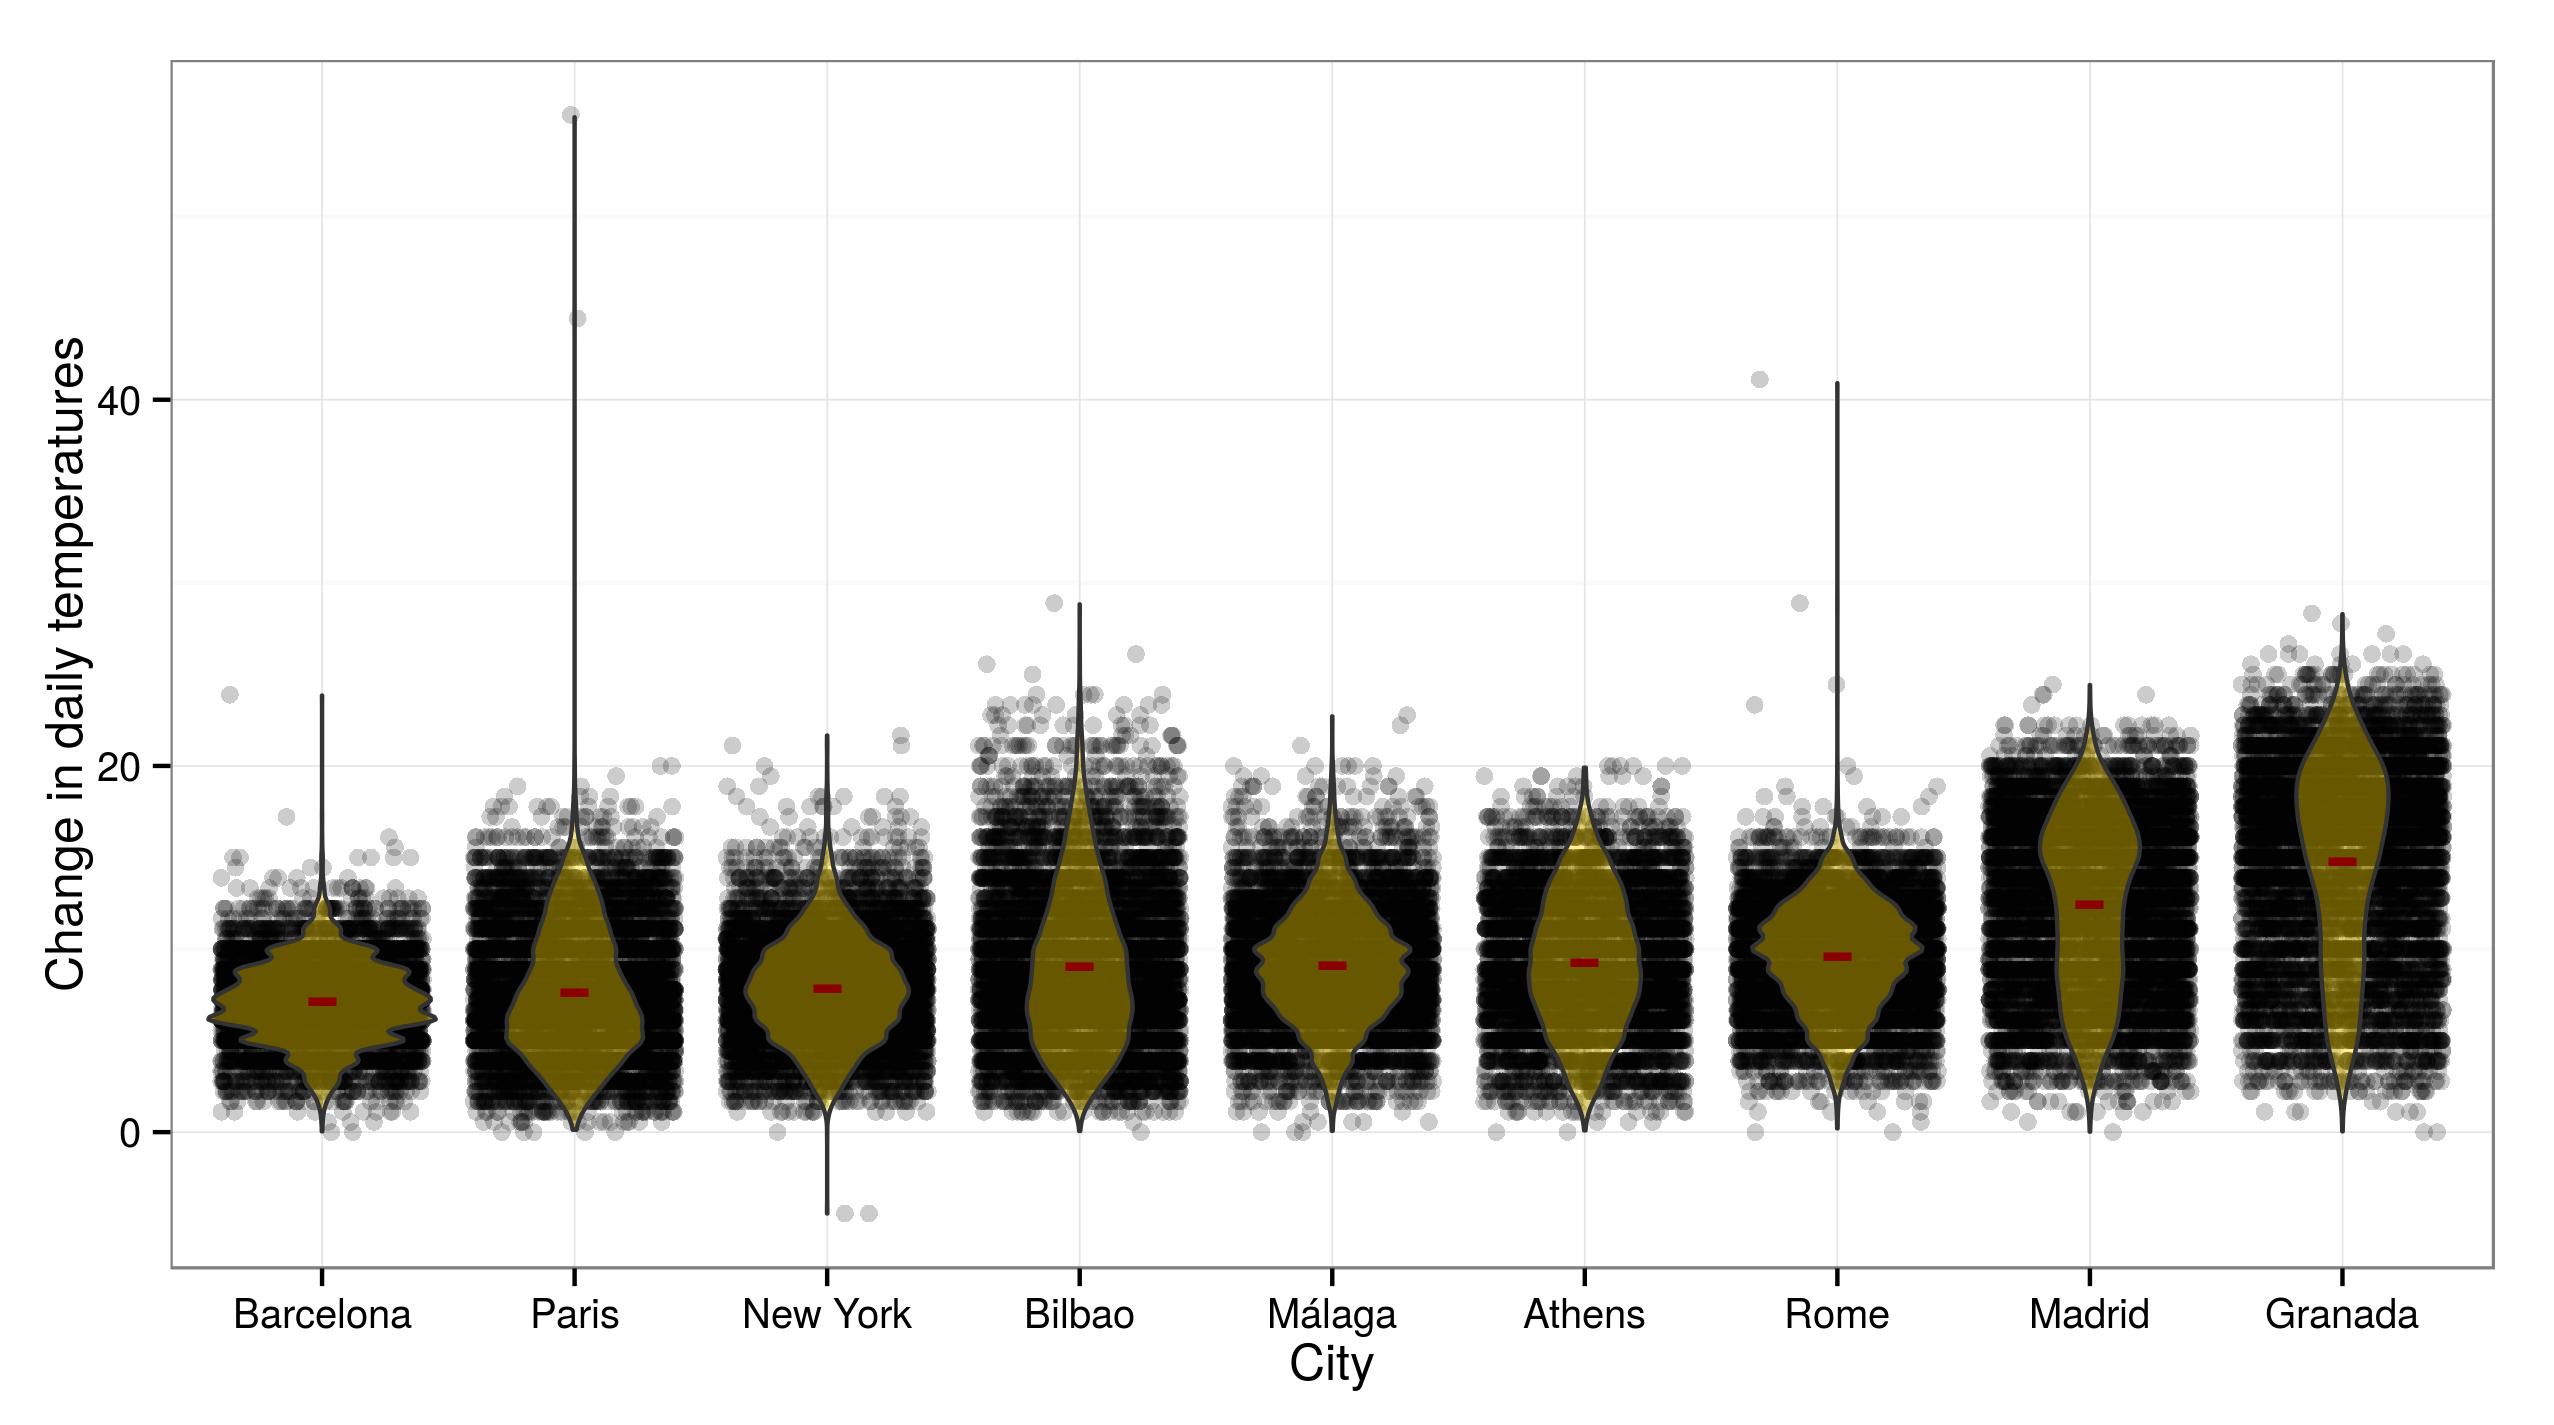 Change in daily temperatures
40
20
0
Barcelona Paris New York Bilbao Málaga Athens Rome Madrid Granada
City